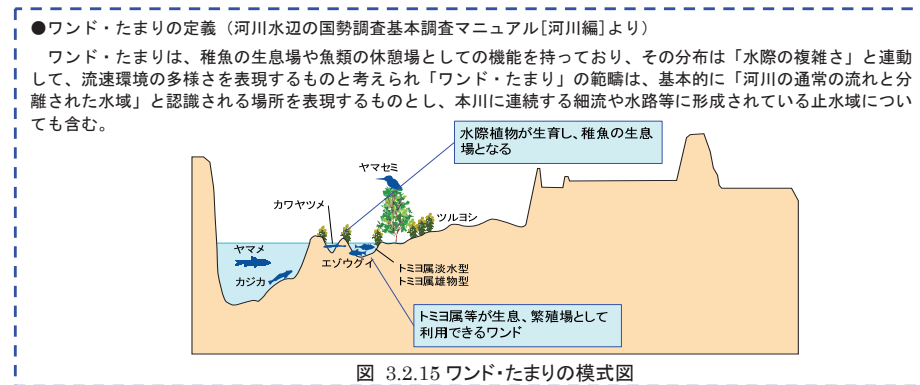 ●ワンド・たまりの定義（河川水辺の国勢調査基本調査マニュアル[河川編]より）
ワンド・たまりは、稚魚の生息場や魚類の休憩場としての機能を持っており、その分布は「水際の複雑さ」と連動
して、流速環境の多様さを表現するものと考えられ「ワンド・たまり」の範疇は、基本的に「河川の通常の流れと分
離された水域」と認識される場所を表現するものとし、本川に連続する細流や水路等に形成されている止水域につい
ても含む。
水際植物が生育し、稚魚の生息
場となる
ヤマセミ
カワヤツメ
ツルヨシ
ヤマメ
エゾウグイ
トミヨ属淡水型
トミヨ属雄物型
カジカ
トミヨ属等が生息、繁殖場として
利用できるワンド
図 3.2.15 ワンド・たまりの模式図